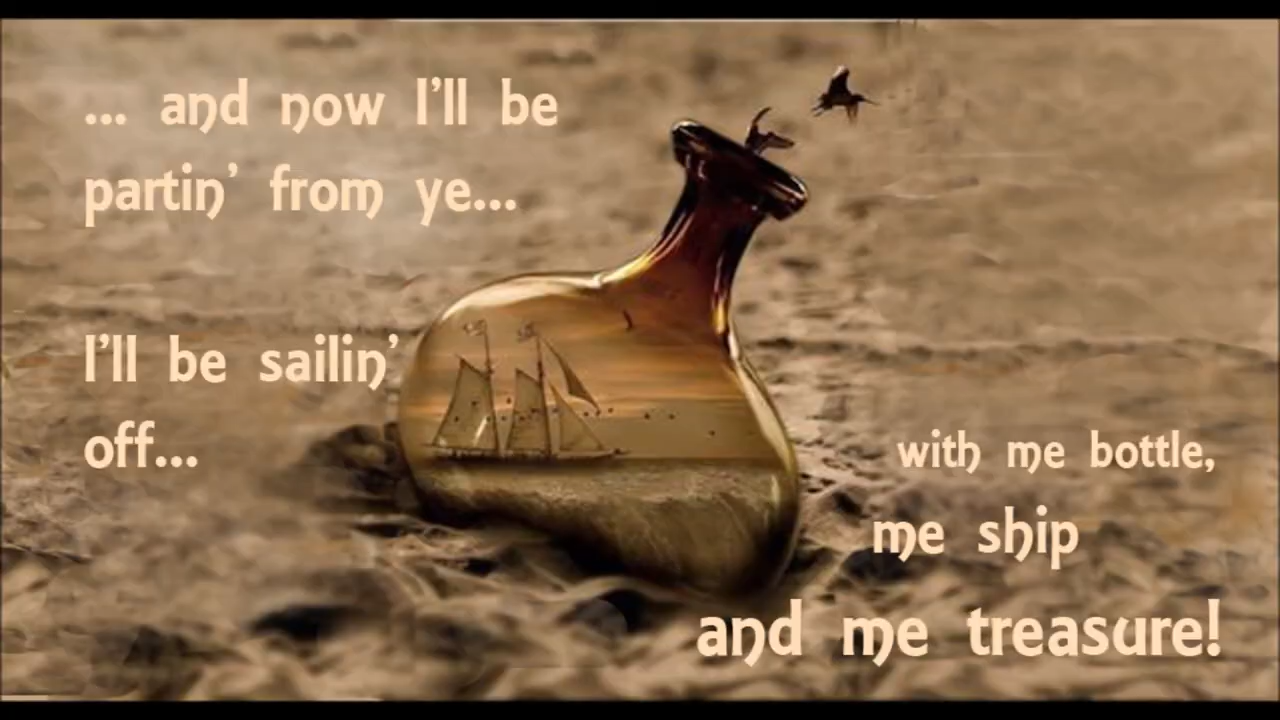 ... and now I'll be
partin' from ye...
I'll be sailin'
off...
with me bottle,
me ship
and me treasure!